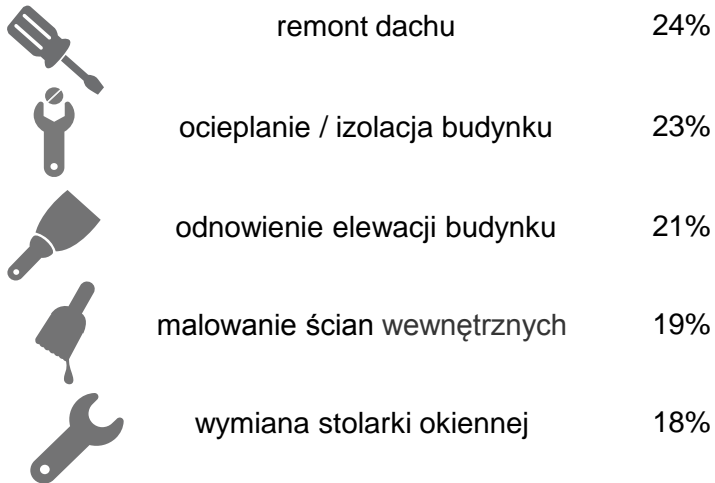 remont dachu 24%
ocieplanie / izolacja budynku 23%
odnowienie elewacji budynku 21%
malowanie ścian wewnętrznych 19%
wymiana stolarki okiennej 18%